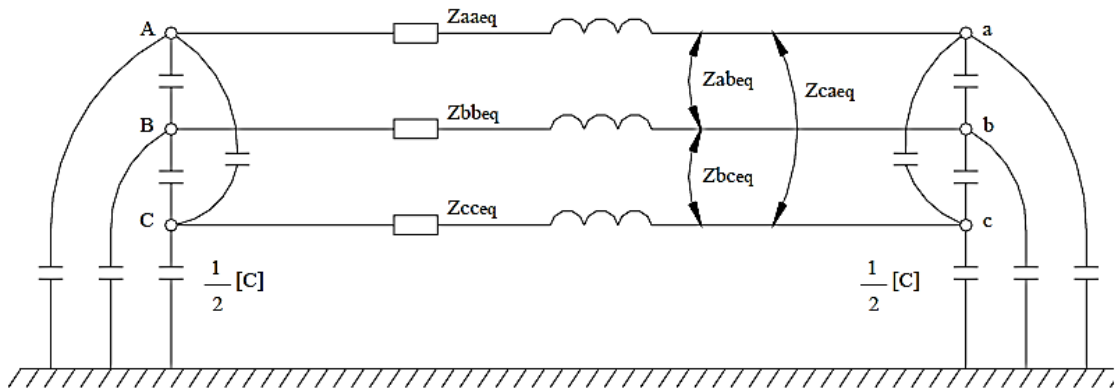 Zaaeq
A
a
Zabeq
Zcaeq
Zbbeq
B
b
Zbceq
Zcceq
C
c
1/2 [C]
1/2 [C]